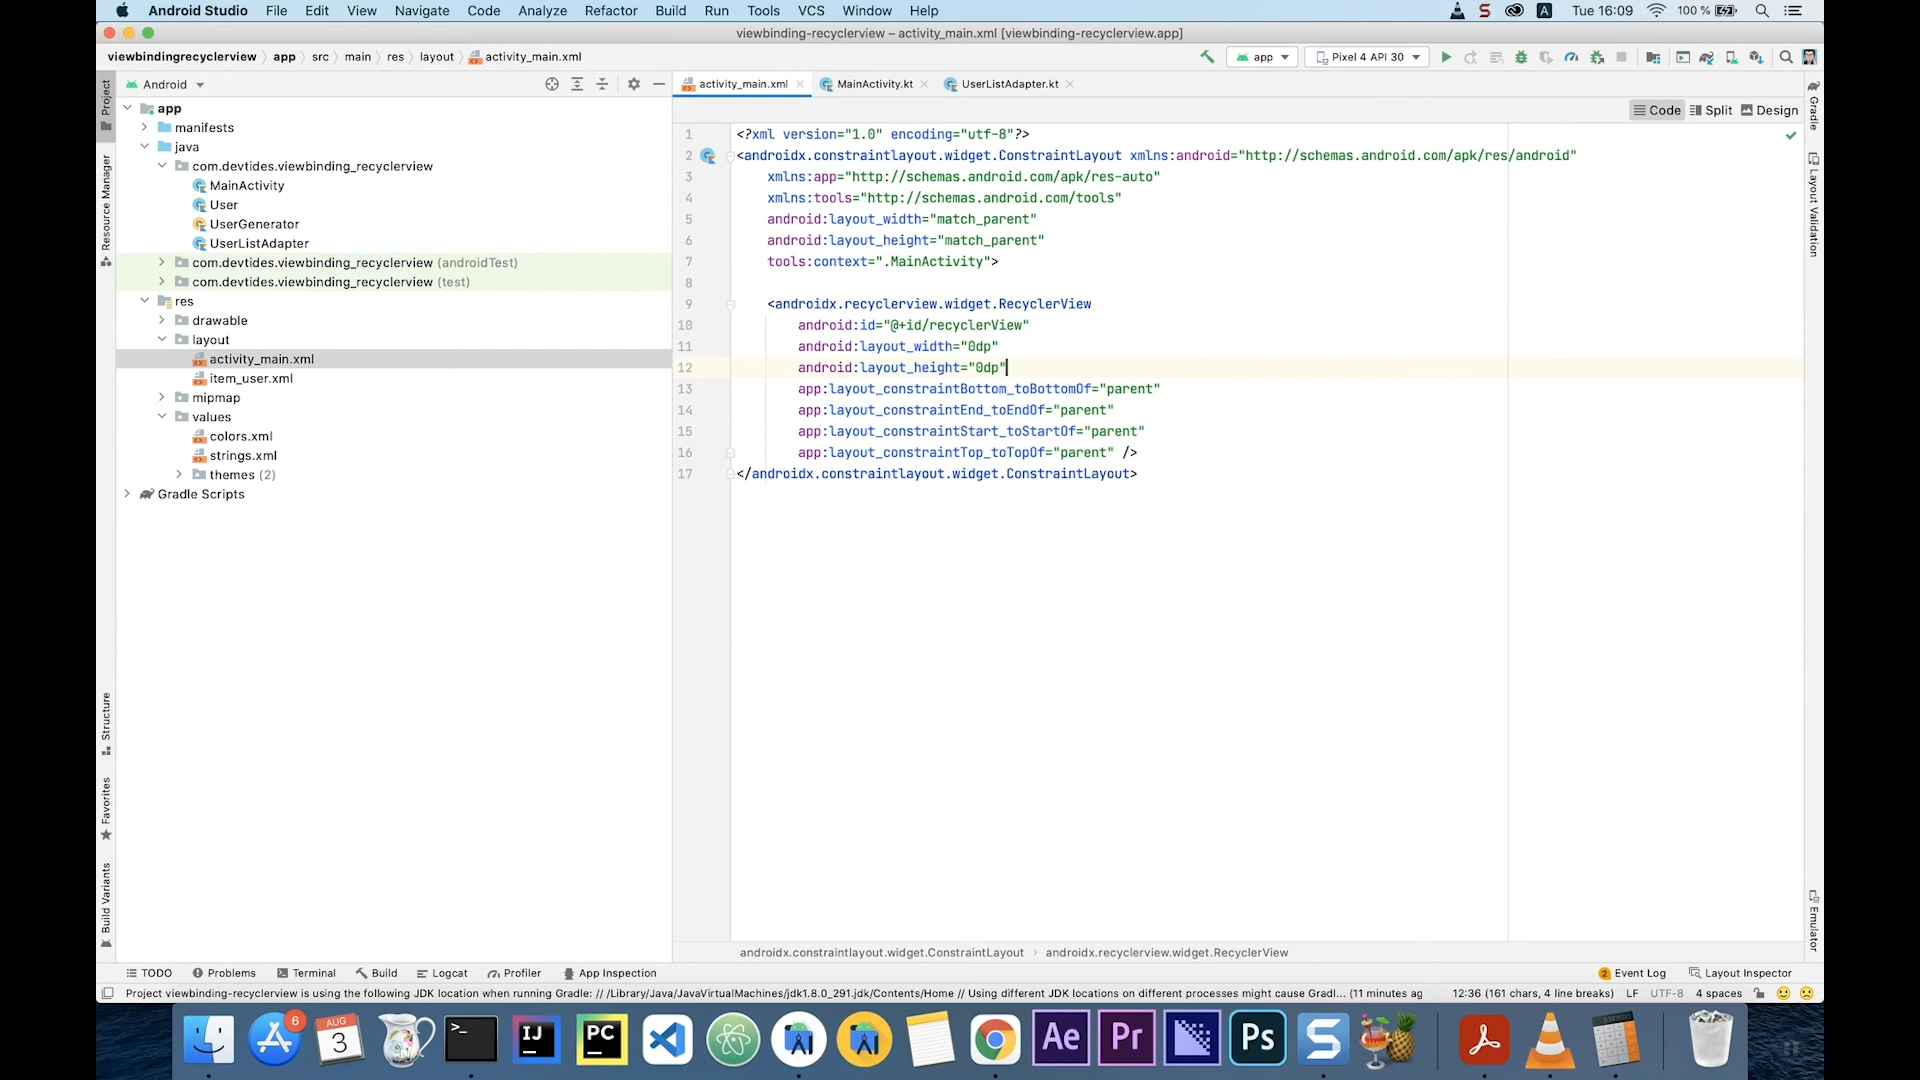 Android Studio File Edit View Navigate Code Analyze Refactor Build Run Tools VCS Window Help S A Tue 16:09 100 %
viewbinding-recyclerview – activity_main.xml [viewbinding-recyclerview.app]
viewbindingrecyclerview app src main res layout activity_main.xml app Pixel 4 API 30
Android activity_main.xml MainActivity.kt UserListAdapter.kt
Code Split Design
Project
Resource Manager
Structure
Favorites
Build Variants
app
manifests
java
com.devtides.viewbinding_recyclerview
MainActivity
User
UserGenerator
UserListAdapter
com.devtides.viewbinding_recyclerview (androidTest)
com.devtides.viewbinding_recyclerview (test)
res
drawable
layout
activity_main.xml
item_user.xml
mipmap
values
colors.xml
strings.xml
themes (2)
Gradle Scripts
1 <?xml version="1.0" encoding="utf-8"?>
2 <androidx.constraintlayout.widget.ConstraintLayout xmlns:android="http://schemas.android.com/apk/res/android"
3 xmlns:app="http://schemas.android.com/apk/res-auto"
4 xmlns:tools="http://schemas.android.com/tools"
5 android:layout_width="match_parent"
6 android:layout_height="match_parent"
7 tools:context=".MainActivity">
8
9 <androidx.recyclerview.widget.RecyclerView
10 android:id="@+id/recyclerView"
11 android:layout_width="0dp"
12 android:layout_height="0dp"
13 app:layout_constraintBottom_toBottomOf="parent"
14 app:layout_constraintEnd_toEndOf="parent"
15 app:layout_constraintStart_toStartOf="parent"
16 app:layout_constraintTop_toTopOf="parent" />
17 </androidx.constraintlayout.widget.ConstraintLayout>
Gradle
Layout Validation
Emulator
androidx.constraintlayout.widget.ConstraintLayout › androidx.recyclerview.widget.RecyclerView
TODO Problems Terminal Build Logcat Profiler App Inspection 2 Event Log Layout Inspector
Project viewbinding-recyclerview is using the following JDK location when running Gradle: // /Library/Java/JavaVirtualMachines/jdk1.8.0_291.jdk/Contents/Home // Using different JDK locations on different processes might cause Gradl... (11 minutes ag 12:36 (161 chars, 4 line breaks) LF UTF-8 4 spaces
6 AUG 3 >_ IJ PC Ae Pr Ps S